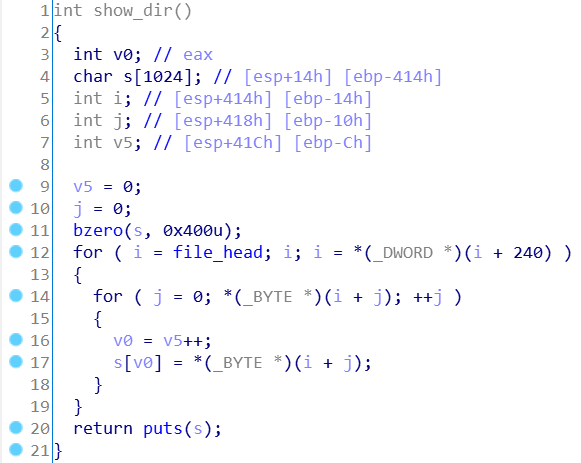 1 int show_dir()
2 {
3   int v0; // eax
4   char s[1024]; // [esp+14h] [ebp-414h]
5   int i; // [esp+414h] [ebp-14h]
6   int j; // [esp+418h] [ebp-10h]
7   int v5; // [esp+41Ch] [ebp-Ch]
8
9   v5 = 0;
10   j = 0;
11   bzero(s, 0x400u);
12   for ( i = file_head; i; i = *(_DWORD *)(i + 240) )
13   {
14     for ( j = 0; *(_BYTE *)(i + j); ++j )
15     {
16       v0 = v5++;
17       s[v0] = *(_BYTE *)(i + j);
18     }
19   }
20   return puts(s);
21 }